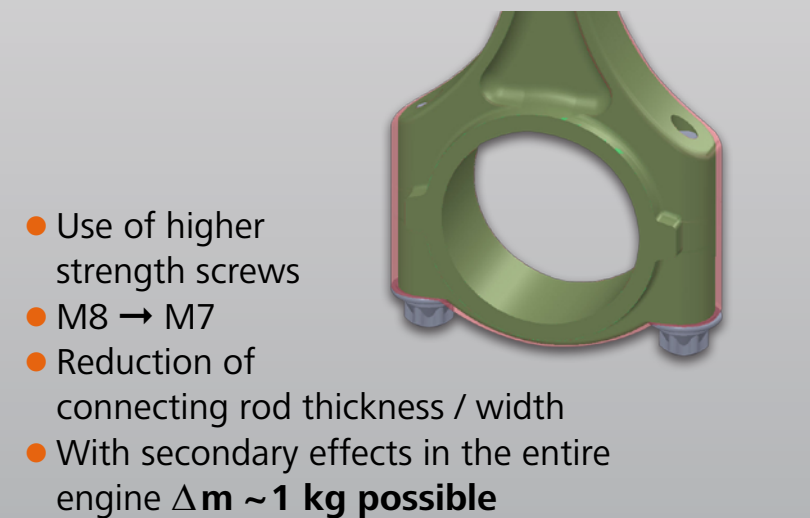 ● Use of higher
strength screws
● M8 → M7
● Reduction of
connecting rod thickness / width
● With secondary effects in the entire
engine Δm ~1 kg possible